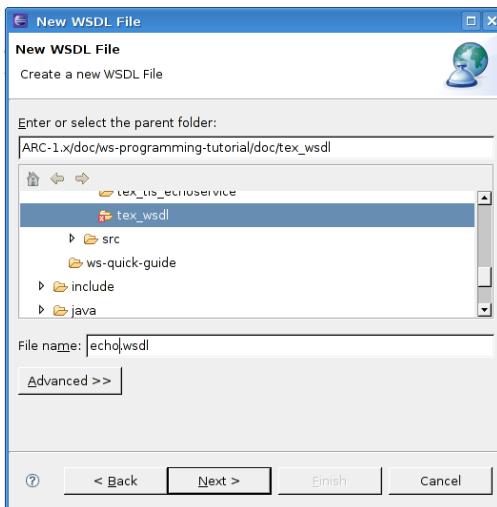 New WSDL File
New WSDL File
Create a new WSDL File
Enter or select the parent folder:
ARC-1.x/doc/ws-programming-tutorial/doc/tex_wsdl
tex_tls_echoservice
tex_wsdl
src
ws-quick-guide
include
java
File name: echo.wsdl
Advanced >>
? < Back Next > Finish Cancel